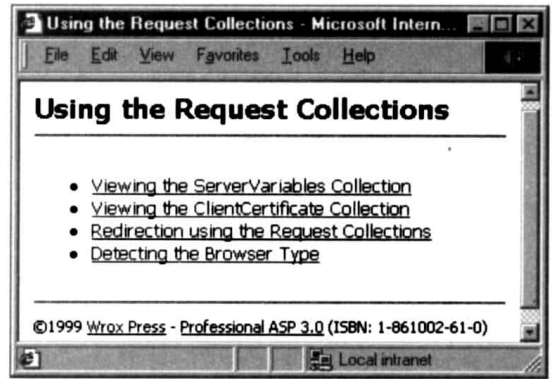 Using the Request Collections - Microsoft Intern...
File Edit View Favorites Tools Help
Using the Request Collections
• Viewing the ServerVariables Collection
• Viewing the ClientCertificate Collection
• Redirection using the Request Collections
• Detecting the Browser Type
©1999 Wrox Press - Professional ASP 3.0 (ISBN: 1-861002-61-0)
Local intranet